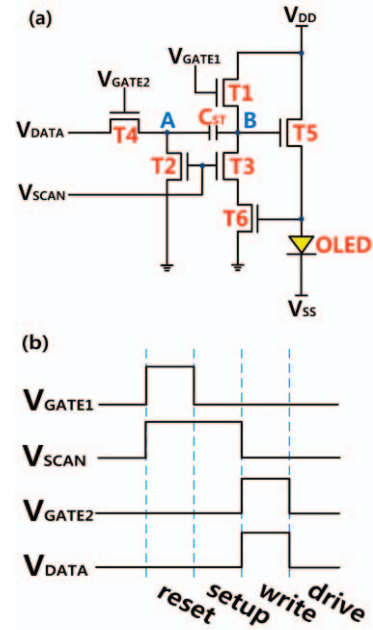 (a)
VDD
VGATE1
T1
VGATE2
A
CST
B
T5
VDATA
T4
T2
T3
VSCAN
T6
OLED
VSS
(b)
VGATE1
VSCAN
VGATE2
VDATA
reset
setup
write
drive